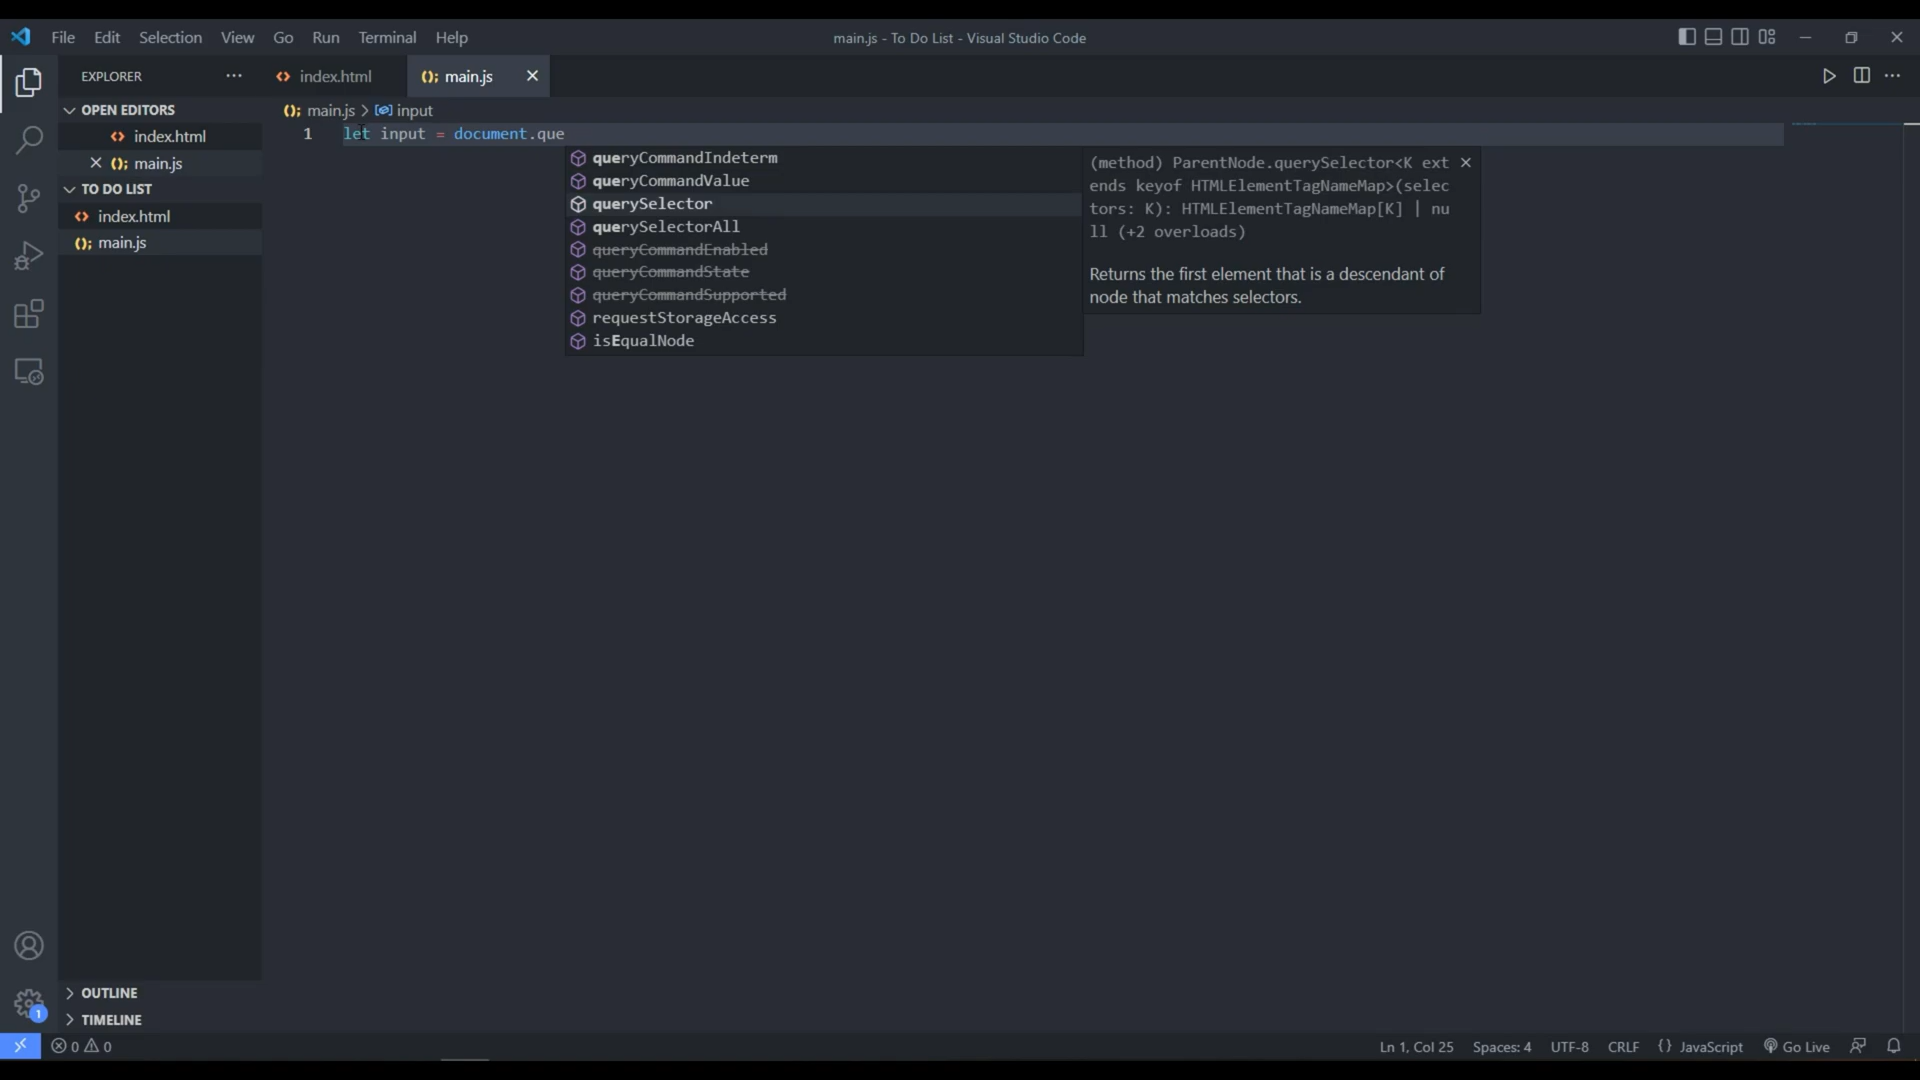 File Edit Selection View Go Run Terminal Help main.js - To Do List - Visual Studio Code
EXPLORER index.html main.js
OPEN EDITORS
index.html
main.js
TO DO LIST
index.html
main.js
main.js > input
1 let input = document.que
queryCommandIndeterm
queryCommandValue
querySelector
querySelectorAll
queryCommandEnabled
queryCommandState
queryCommandSupported
requestStorageAccess
isEqualNode
(method) ParentNode.querySelector<K ext
ends keyof HTMLElementTagNameMap>(selec
tors: K): HTMLElementTagNameMap[K] | nu
ll (+2 overloads)
Returns the first element that is a descendant of
node that matches selectors.
1
OUTLINE
TIMELINE
0 0 Ln 1, Col 25 Spaces: 4 UTF-8 CRLF {} JavaScript Go Live